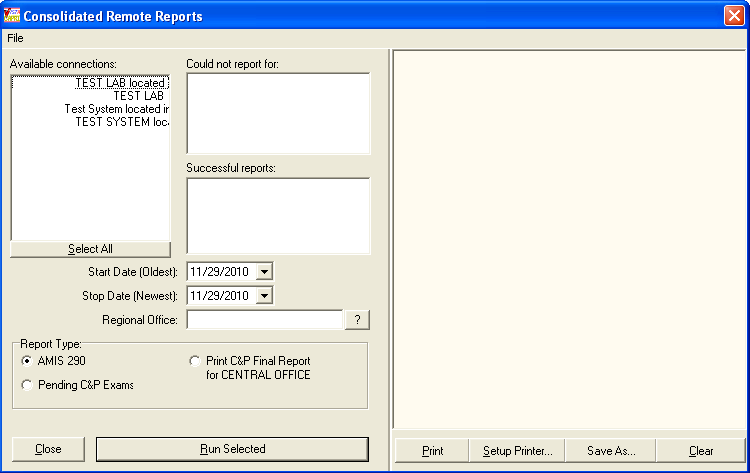 Consolidated Remote Reports
File
Available connections:
TEST LAB located
TEST LAB
Test System located in
TEST SYSTEM loc
Select All
Could not report for:
Successful reports:
Start Date (Oldest): 11/29/2010
Stop Date (Newest): 11/29/2010
Regional Office: ?
Report Type:
AMIS 290
Pending C&P Exams
Print C&P Final Report
for CENTRAL OFFICE
Close
Run Selected
Print
Setup Printer...
Save As...
Clear